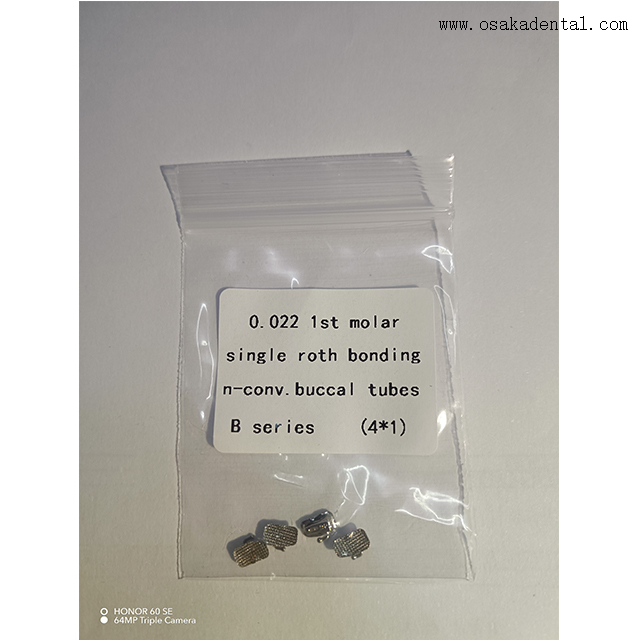 www.osakadental.com
0.022 1st molar
single roth bonding
n-conv.buccal tubes
B series (4*1)
HONOR 60 SE
64MP Triple Camera